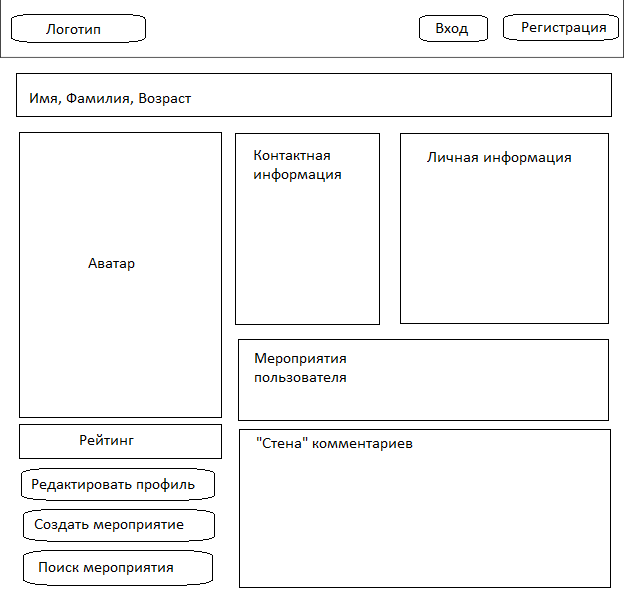 Логотип
Вход
Регистрация
Имя, Фамилия, Возраст
Аватар
Контактная
информация
Личная информация
Мероприятия
пользователя
Рейтинг
"Стена" комментариев
Редактировать профиль
Создать мероприятие
Поиск мероприятия